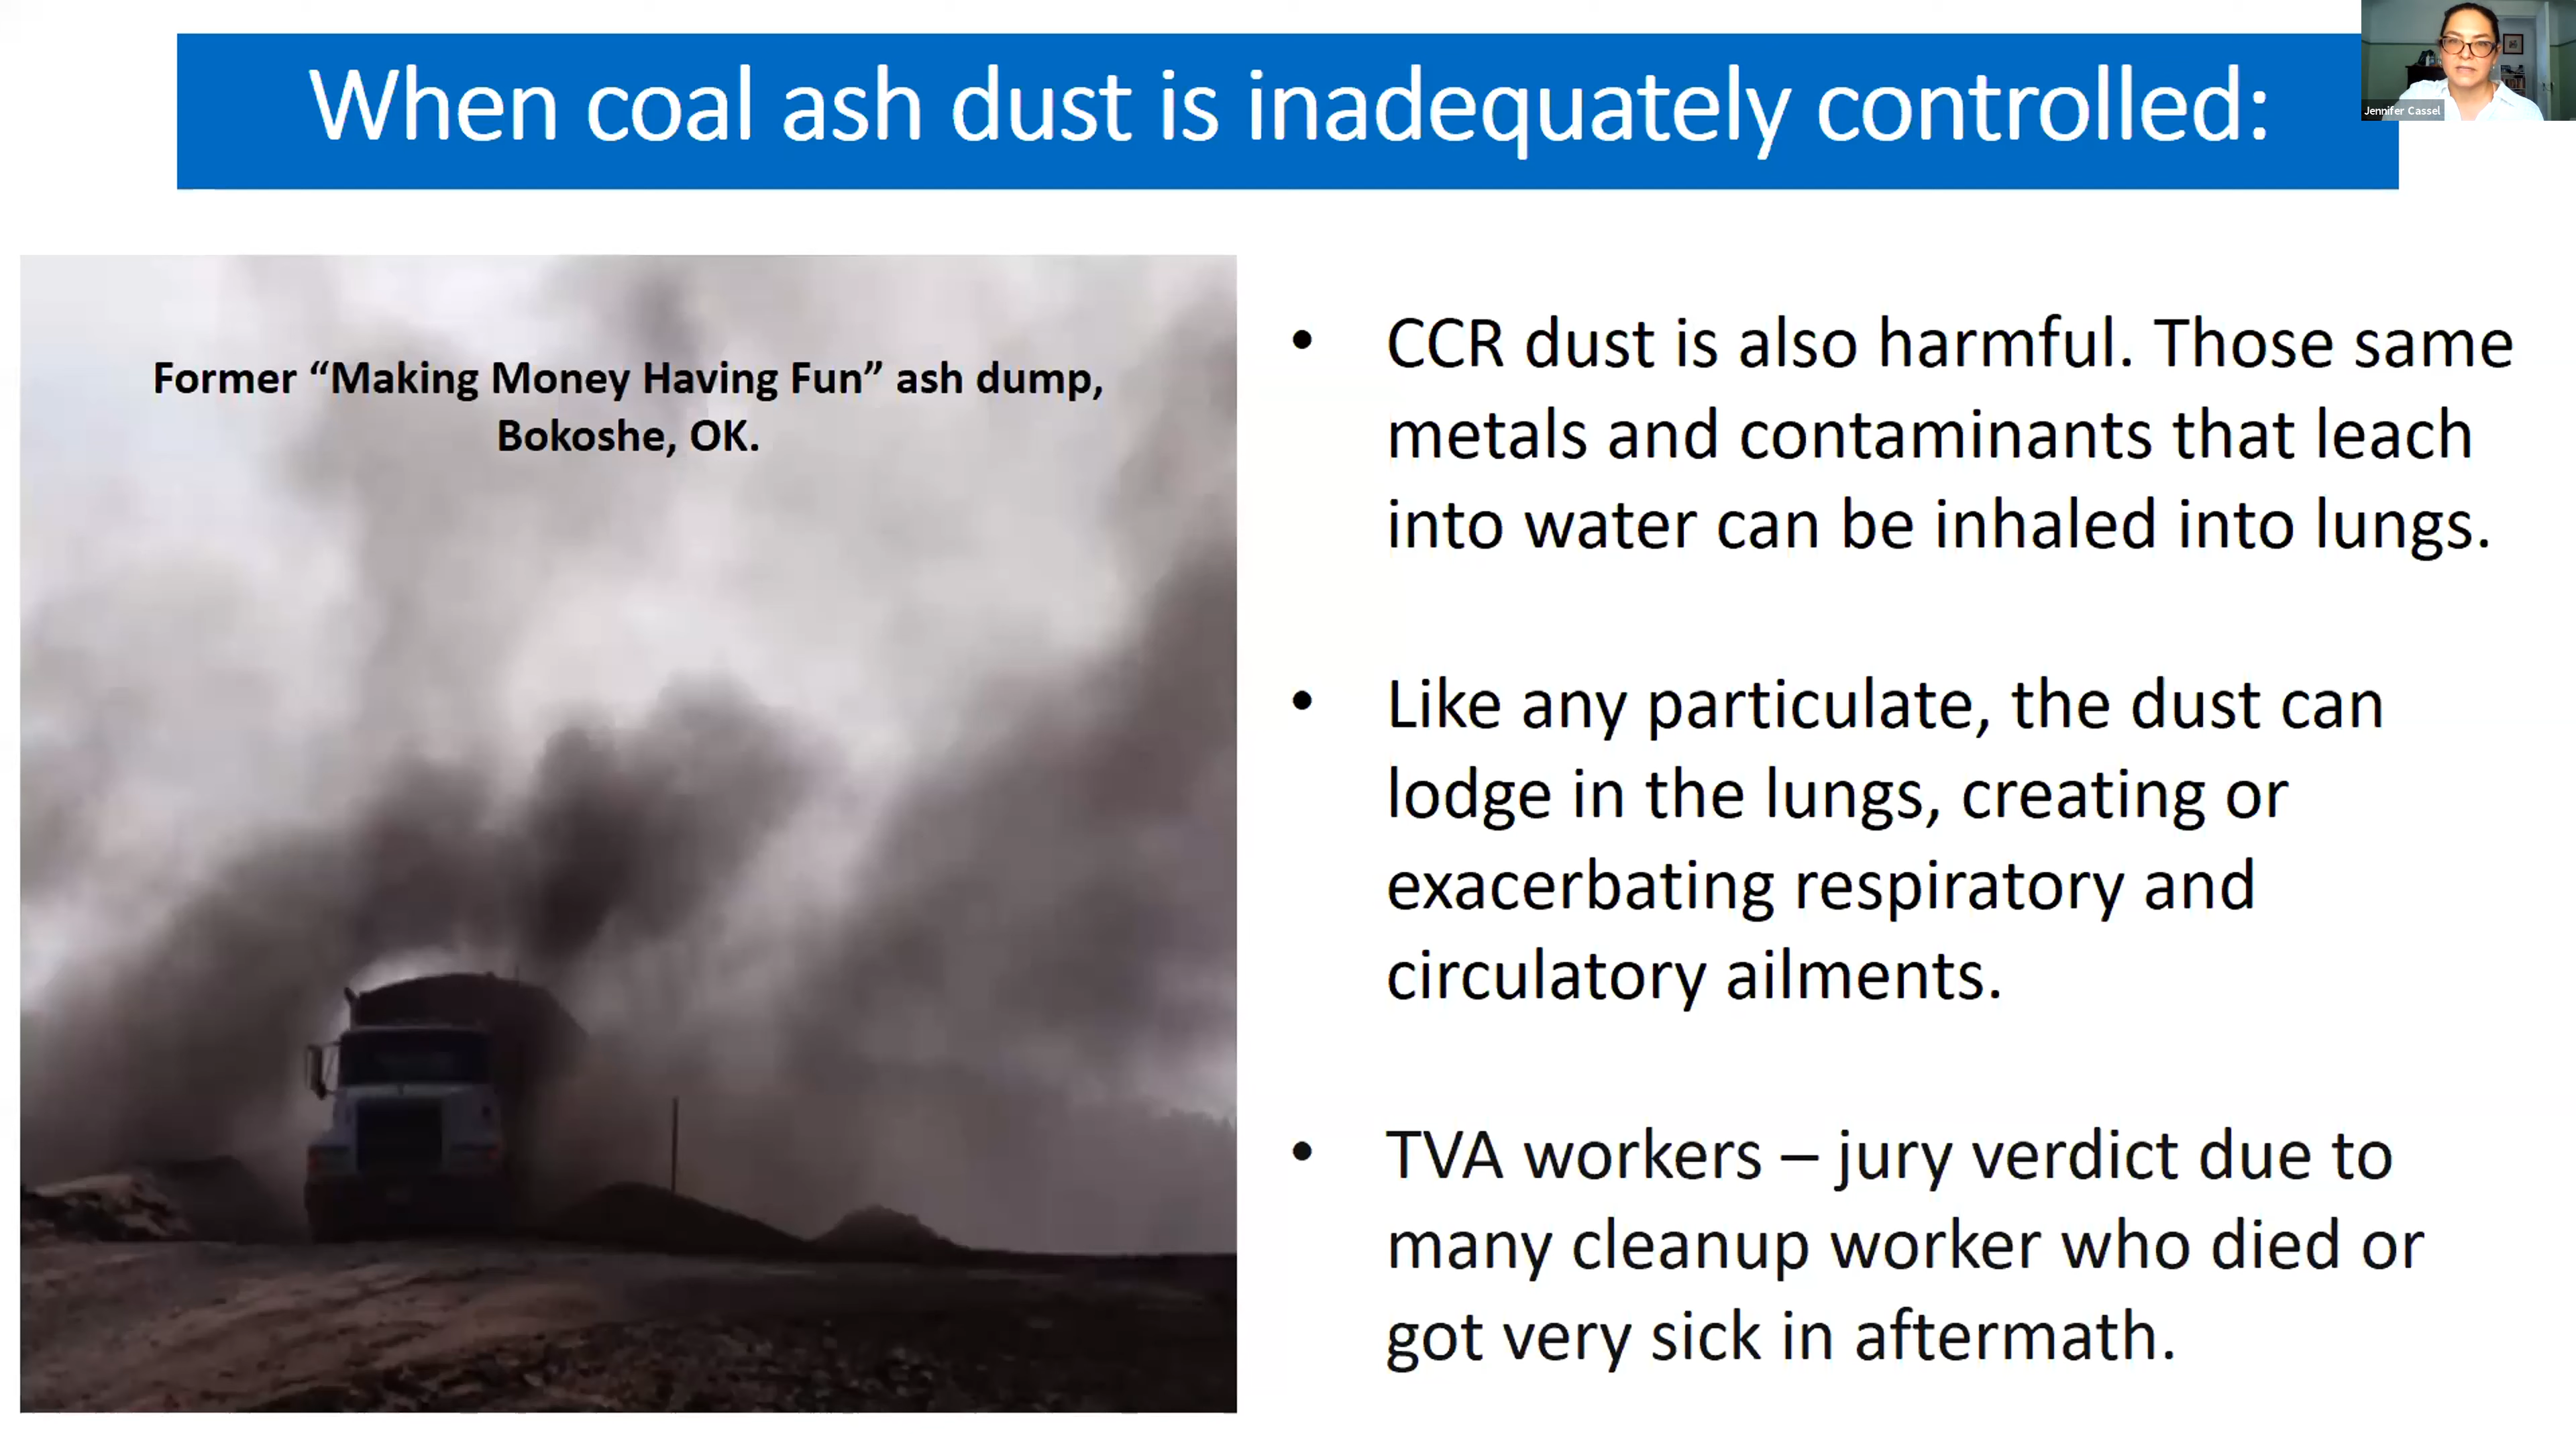 When coal ash dust is inadequately controlled:
Jennifer Cassel
Former “Making Money Having Fun” ash dump,
Bokoshe, OK.
• CCR dust is also harmful. Those same
metals and contaminants that leach
into water can be inhaled into lungs.
• Like any particulate, the dust can
lodge in the lungs, creating or
exacerbating respiratory and
circulatory ailments.
• TVA workers – jury verdict due to
many cleanup worker who died or
got very sick in aftermath.